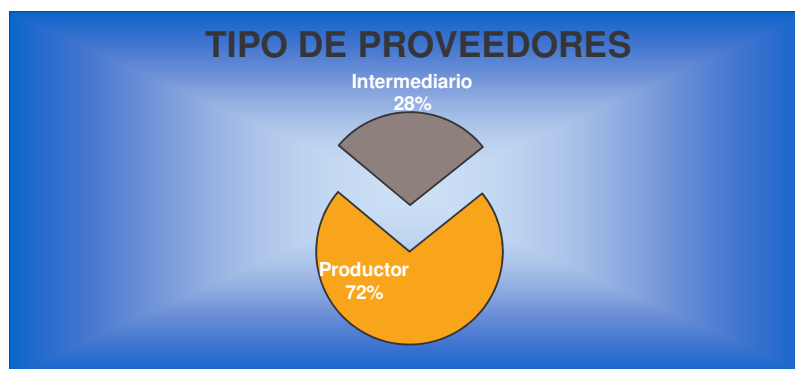 TIPO DE PROVEEDORES
Intermediario
28%
Productor
72%